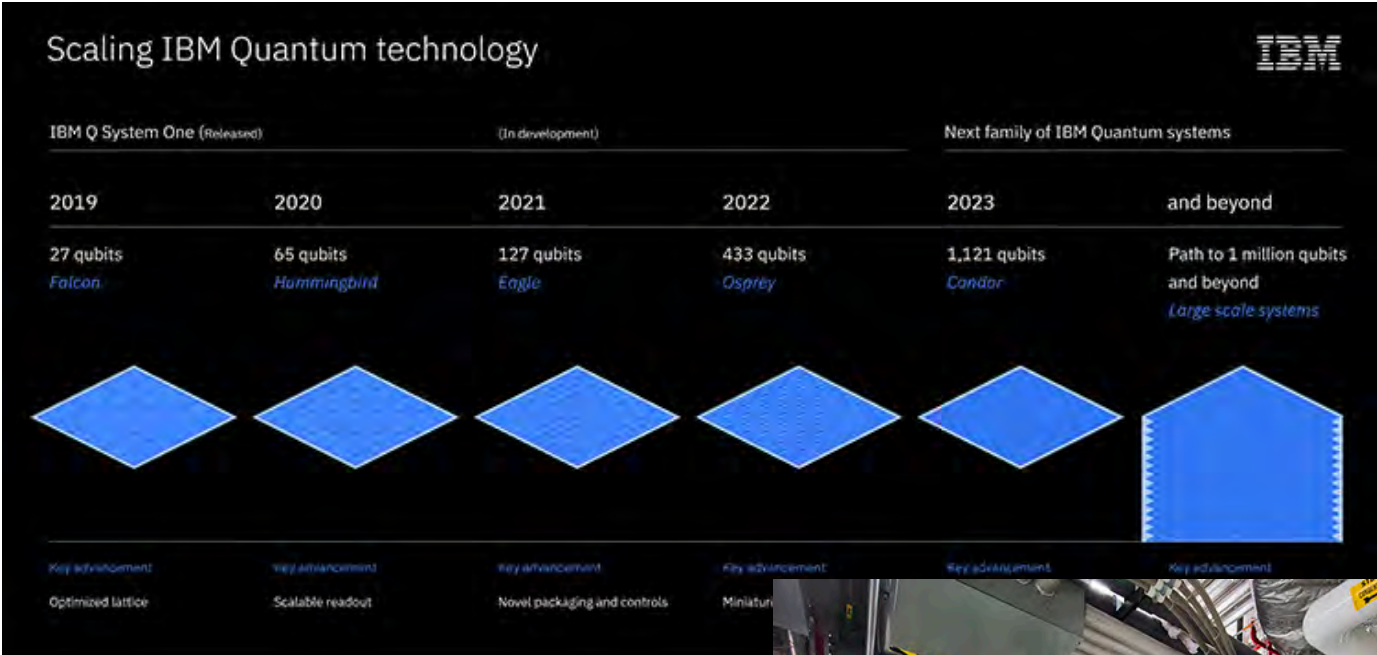 Scaling IBM Quantum technology
IBM
IBM Q System One (Released)
(In development)
Next family of IBM Quantum systems
2019
2020
2021
2022
2023
and beyond
27 qubits
65 qubits
127 qubits
433 qubits
1,121 qubits
Path to 1 million qubits
and beyond
Falcon
Hummingbird
Eagle
Osprey
Condor
Large scale systems
Key advancement
Key advancement
Key advancement
Key advancement
Key advancement
Key advancement
Optimized lattice
Scalable readout
Novel packaging and controls